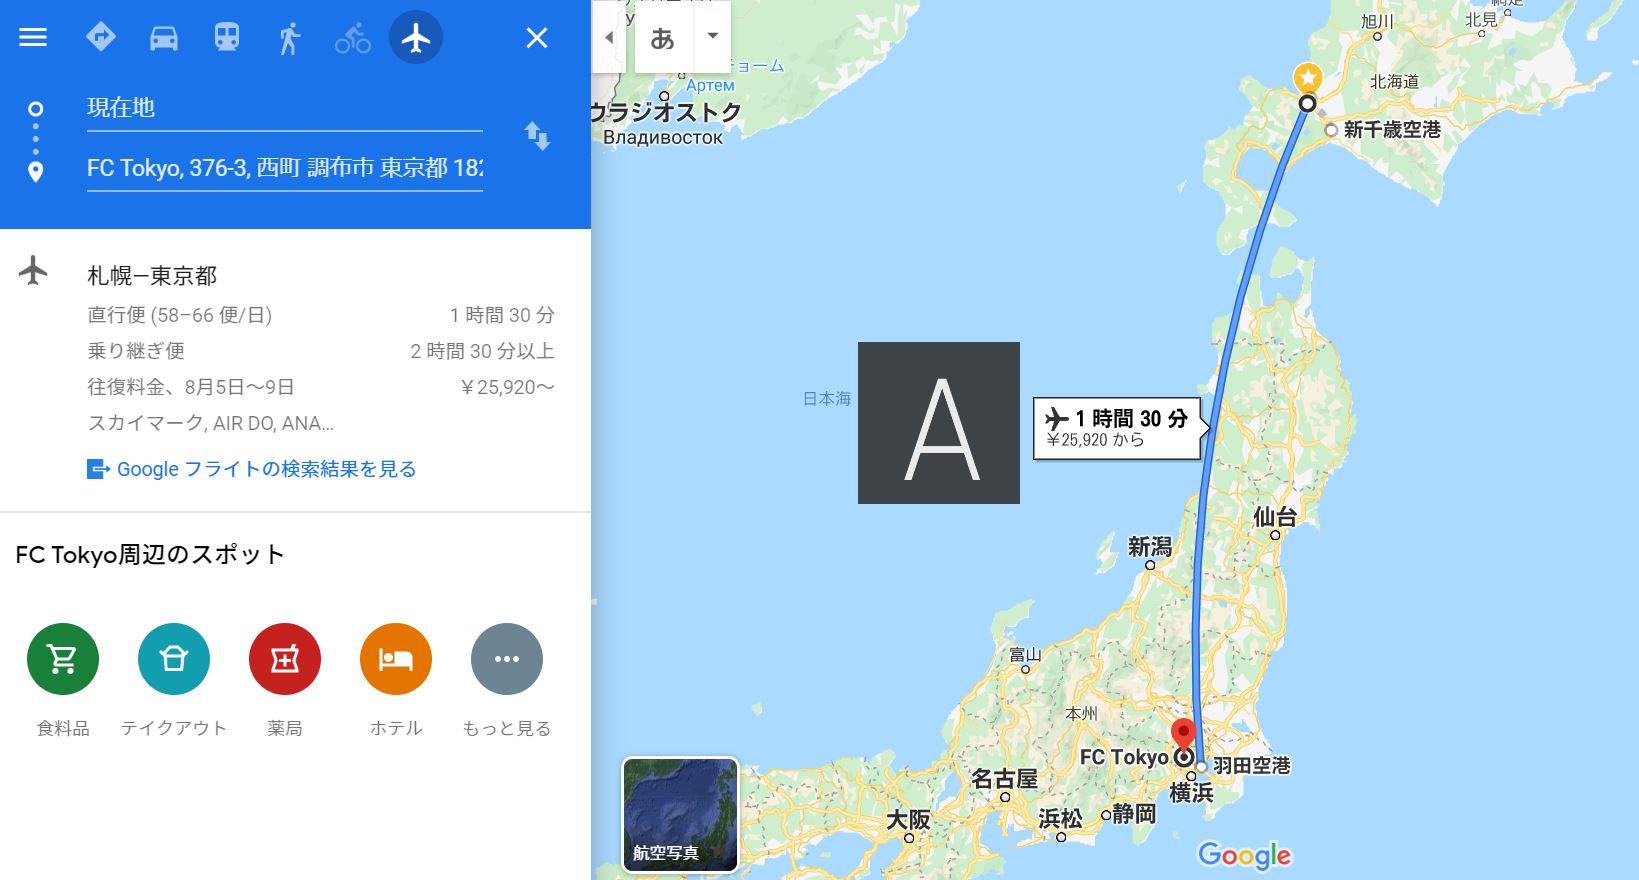 現在地
FC Tokyo, 376-3, 西町 調布市 東京都 182
札幌–東京都
直行便 (58–66 便/日) 1 時間 30 分
乗り継ぎ便 2 時間 30 分以上
往復料金、8月5日～9日 ￥25,920～
スカイマーク, AIR DO, ANA...
Google フライトの検索結果を見る
FC Tokyo周辺のスポット
食料品 テイクアウト 薬局 ホテル もっと見る
あ
ョーム
Артем
ウラジオストク
Владивосток
旭川
北見
北海道
新千歳空港
日本海
A
1 時間 30 分
￥25,920 から
仙台
新潟
富山
本州
FC Tokyo
羽田空港
横浜
名古屋
静岡
浜松
大阪
航空写真
Google